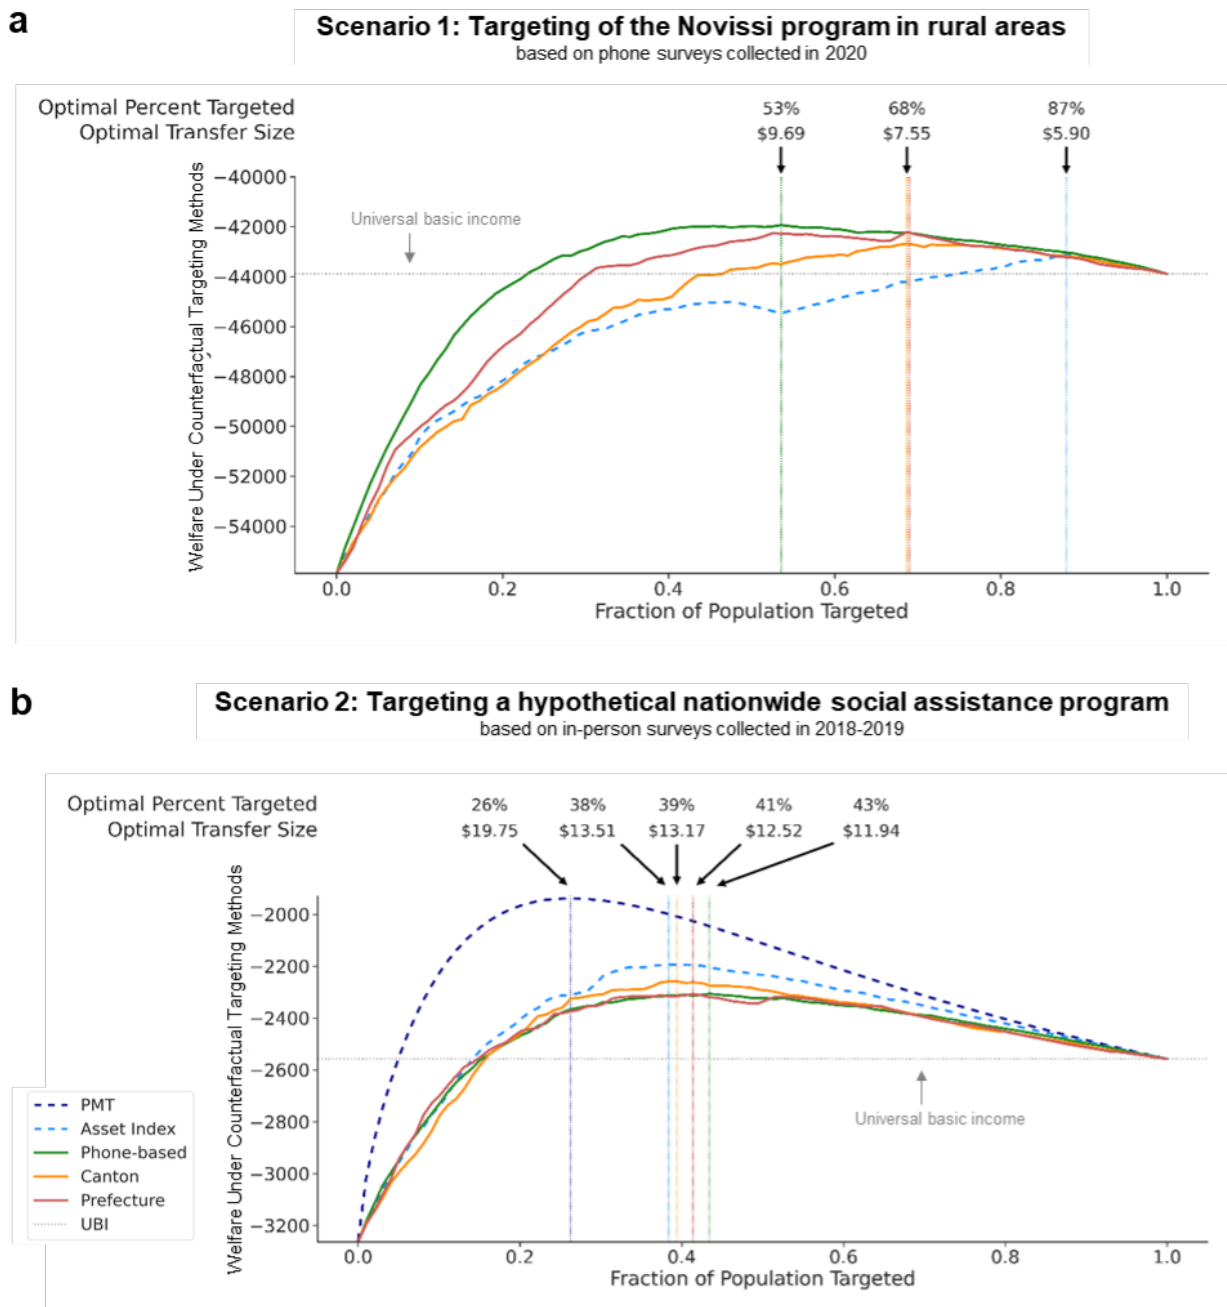 a
Scenario 1: Targeting of the Novissi program in rural areas
based on phone surveys collected in 2020
Optimal Percent Targeted 53% 68% 87%
Optimal Transfer Size $9.69 $7.55 $5.90
Welfare Under Counterfactual Targeting Methods
−40000
−42000
−44000
−46000
−48000
−50000
−52000
−54000
Universal basic income
0.0 0.2 0.4 0.6 0.8 1.0
Fraction of Population Targeted
b
Scenario 2: Targeting a hypothetical nationwide social assistance program
based on in-person surveys collected in 2018-2019
Optimal Percent Targeted 26% 38% 39% 41% 43%
Optimal Transfer Size $19.75 $13.51 $13.17 $12.52 $11.94
Welfare Under Counterfactual Targeting Methods
−2000
−2200
−2400
−2600
−2800
−3000
−3200
Universal basic income
PMT
Asset Index
Phone-based
Canton
Prefecture
UBI
0.0 0.2 0.4 0.6 0.8 1.0
Fraction of Population Targeted